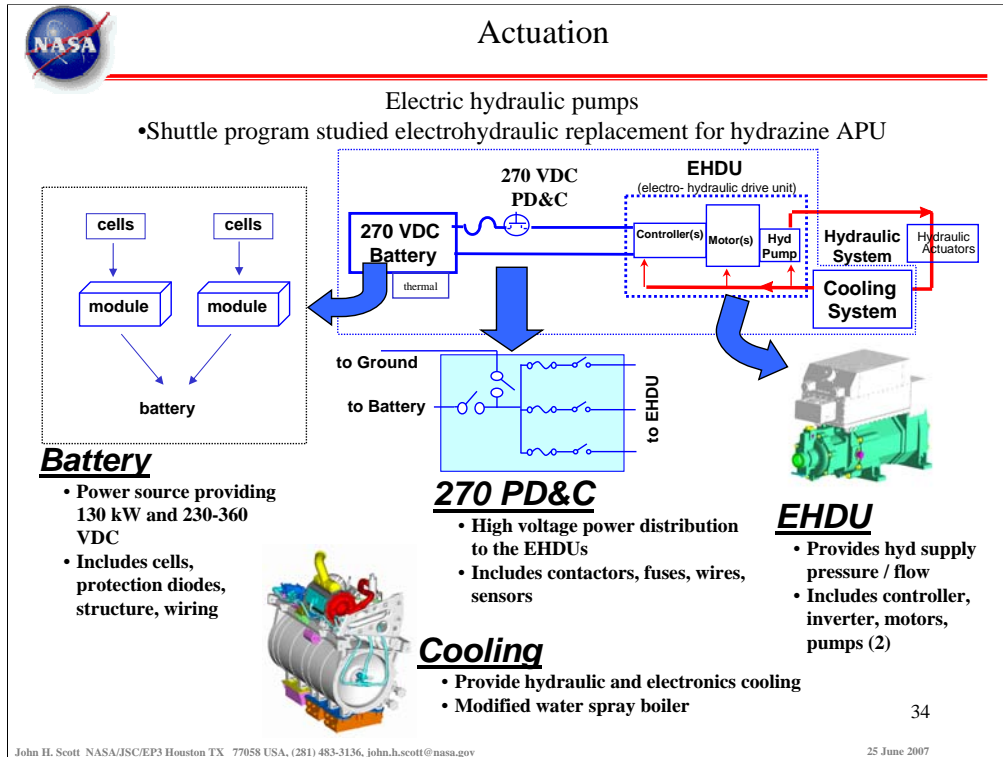 NASA
Actuation
Electric hydraulic pumps
•Shuttle program studied electrohydraulic replacement for hydrazine APU
cells
cells
module
module
battery
270 VDC
PD&C
270 VDC
Battery
thermal
EHDU
(electro- hydraulic drive unit)
Controller(s)
Motor(s)
Hyd
Pump
Hydraulic
System
Hydraulic
Actuators
Cooling
System
to Ground
to Battery
to EHDU
Battery
• Power source providing
130 kW and 230-360
VDC
• Includes cells,
protection diodes,
structure, wiring
270 PD&C
• High voltage power distribution
to the EHDUs
• Includes contactors, fuses, wires,
sensors
EHDU
• Provides hyd supply
pressure / flow
• Includes controller,
inverter, motors,
pumps (2)
Cooling
• Provide hydraulic and electronics cooling
• Modified water spray boiler
34
John H. Scott NASA/JSC/EP3 Houston TX 77058 USA, (281) 483-3136, john.h.scott@nasa.gov
25 June 2007